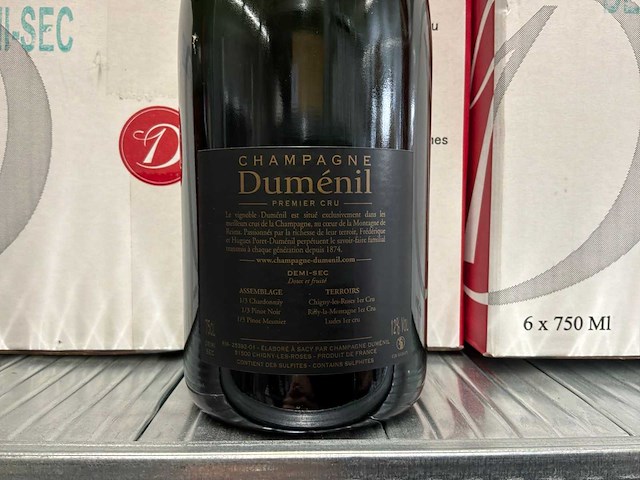 MI-SEC
DE
D
u
mes
CHAMPAGNE
Duménil
PREMIER CRU
Le vignoble Duménil est situé exclusivement dans les
meilleurs crus de la Champagne, au cœur de la Montagne de
Reims. Passionnés par la richesse de leur terroir, Frédérique
et Hugues Poret-Duménil perpétuent le savoir-faire familial
transmis à chaque génération depuis 1874.
www.champagne-dumenil.com
DEMI-SEC
Doux et fruité
ASSEMBLAGE
1/3 Chardonnay
1/3 Pinot Noir
1/3 Pinot Meunier
TERROIRS
Chigny-les-Roses 1er Cru
Rilly-la-Montagne 1er Cru
Ludes 1er cru
75cL
12% Vol.
ÉLABORÉ À SACY PAR CHAMPAGNE DUMÉNIL
51500 CHIGNY-LES-ROSES - PRODUIT DE FRANCE
CONTIENT DES SULFITES - CONTAINS SULPHITES
6 x 750 Ml